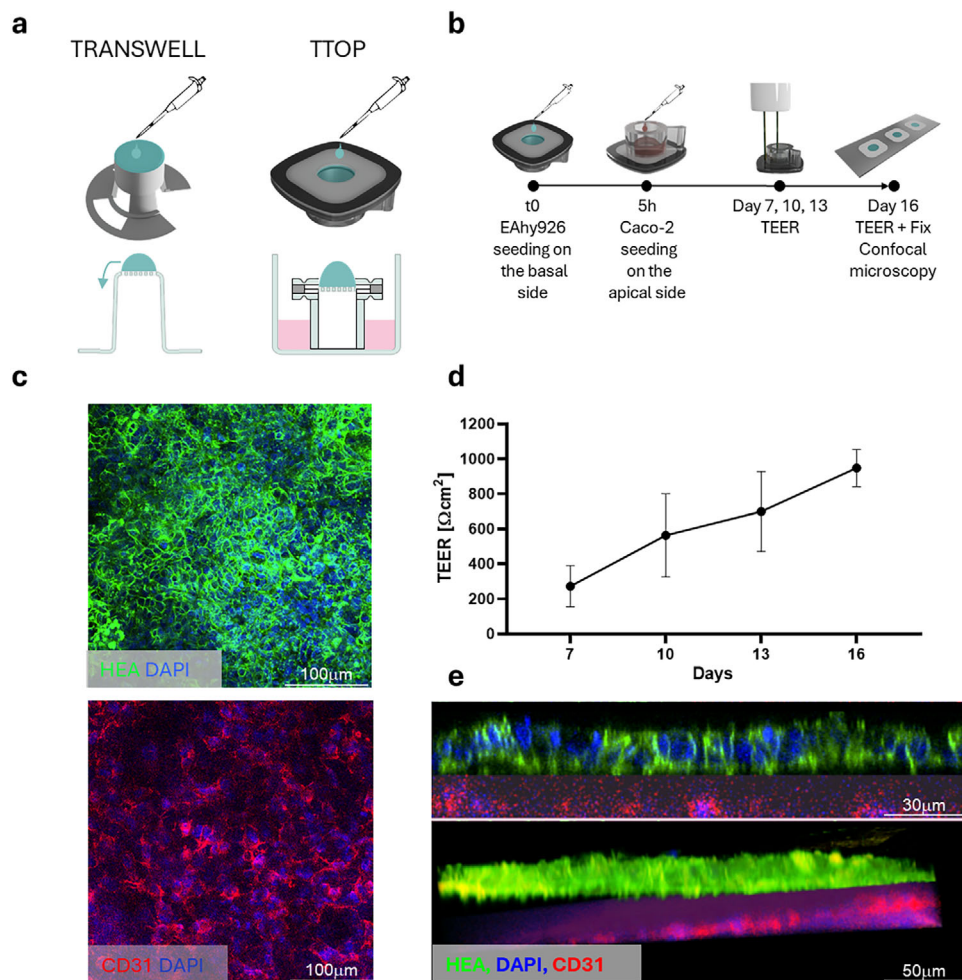 a
TRANSWELL
TTOP
b
t0
EAhy926
seeding on
the basal
side
5h
Caco-2
seeding
on the
apical side
Day 7, 10, 13
TEER
Day 16
TEER + Fix
Confocal
microscopy
c
HEA DAPI
100μm
CD31 DAPI
100μm
d
TEER [Ωcm²]
1200
1000
800
600
400
200
0
7
10
13
16
Days
e
30μm
HEA, DAPI, CD31
50μm